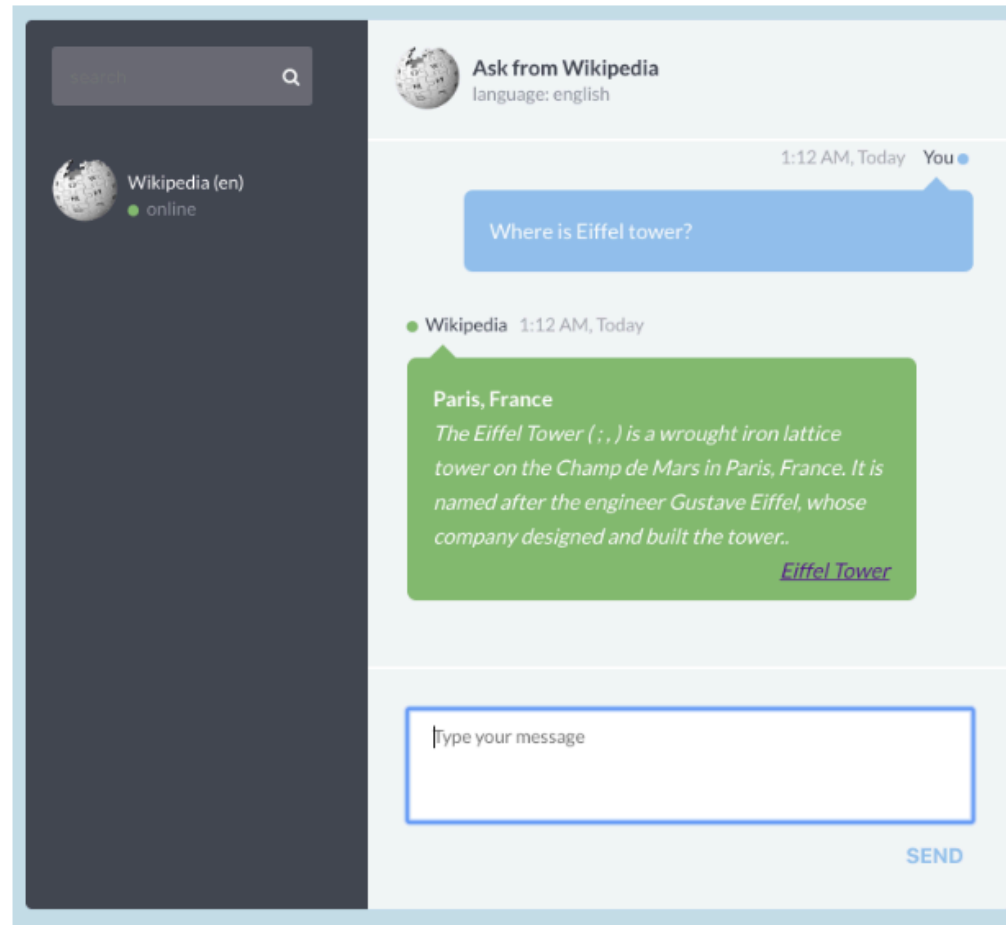 search
Wikipedia (en)
online
Ask from Wikipedia
language: english
1:12 AM, Today You
Where is Eiffel tower?
Wikipedia 1:12 AM, Today
Paris, France
The Eiffel Tower ( ; , ) is a wrought iron lattice
tower on the Champ de Mars in Paris, France. It is
named after the engineer Gustave Eiffel, whose
company designed and built the tower..
Eiffel Tower
Type your message
SEND